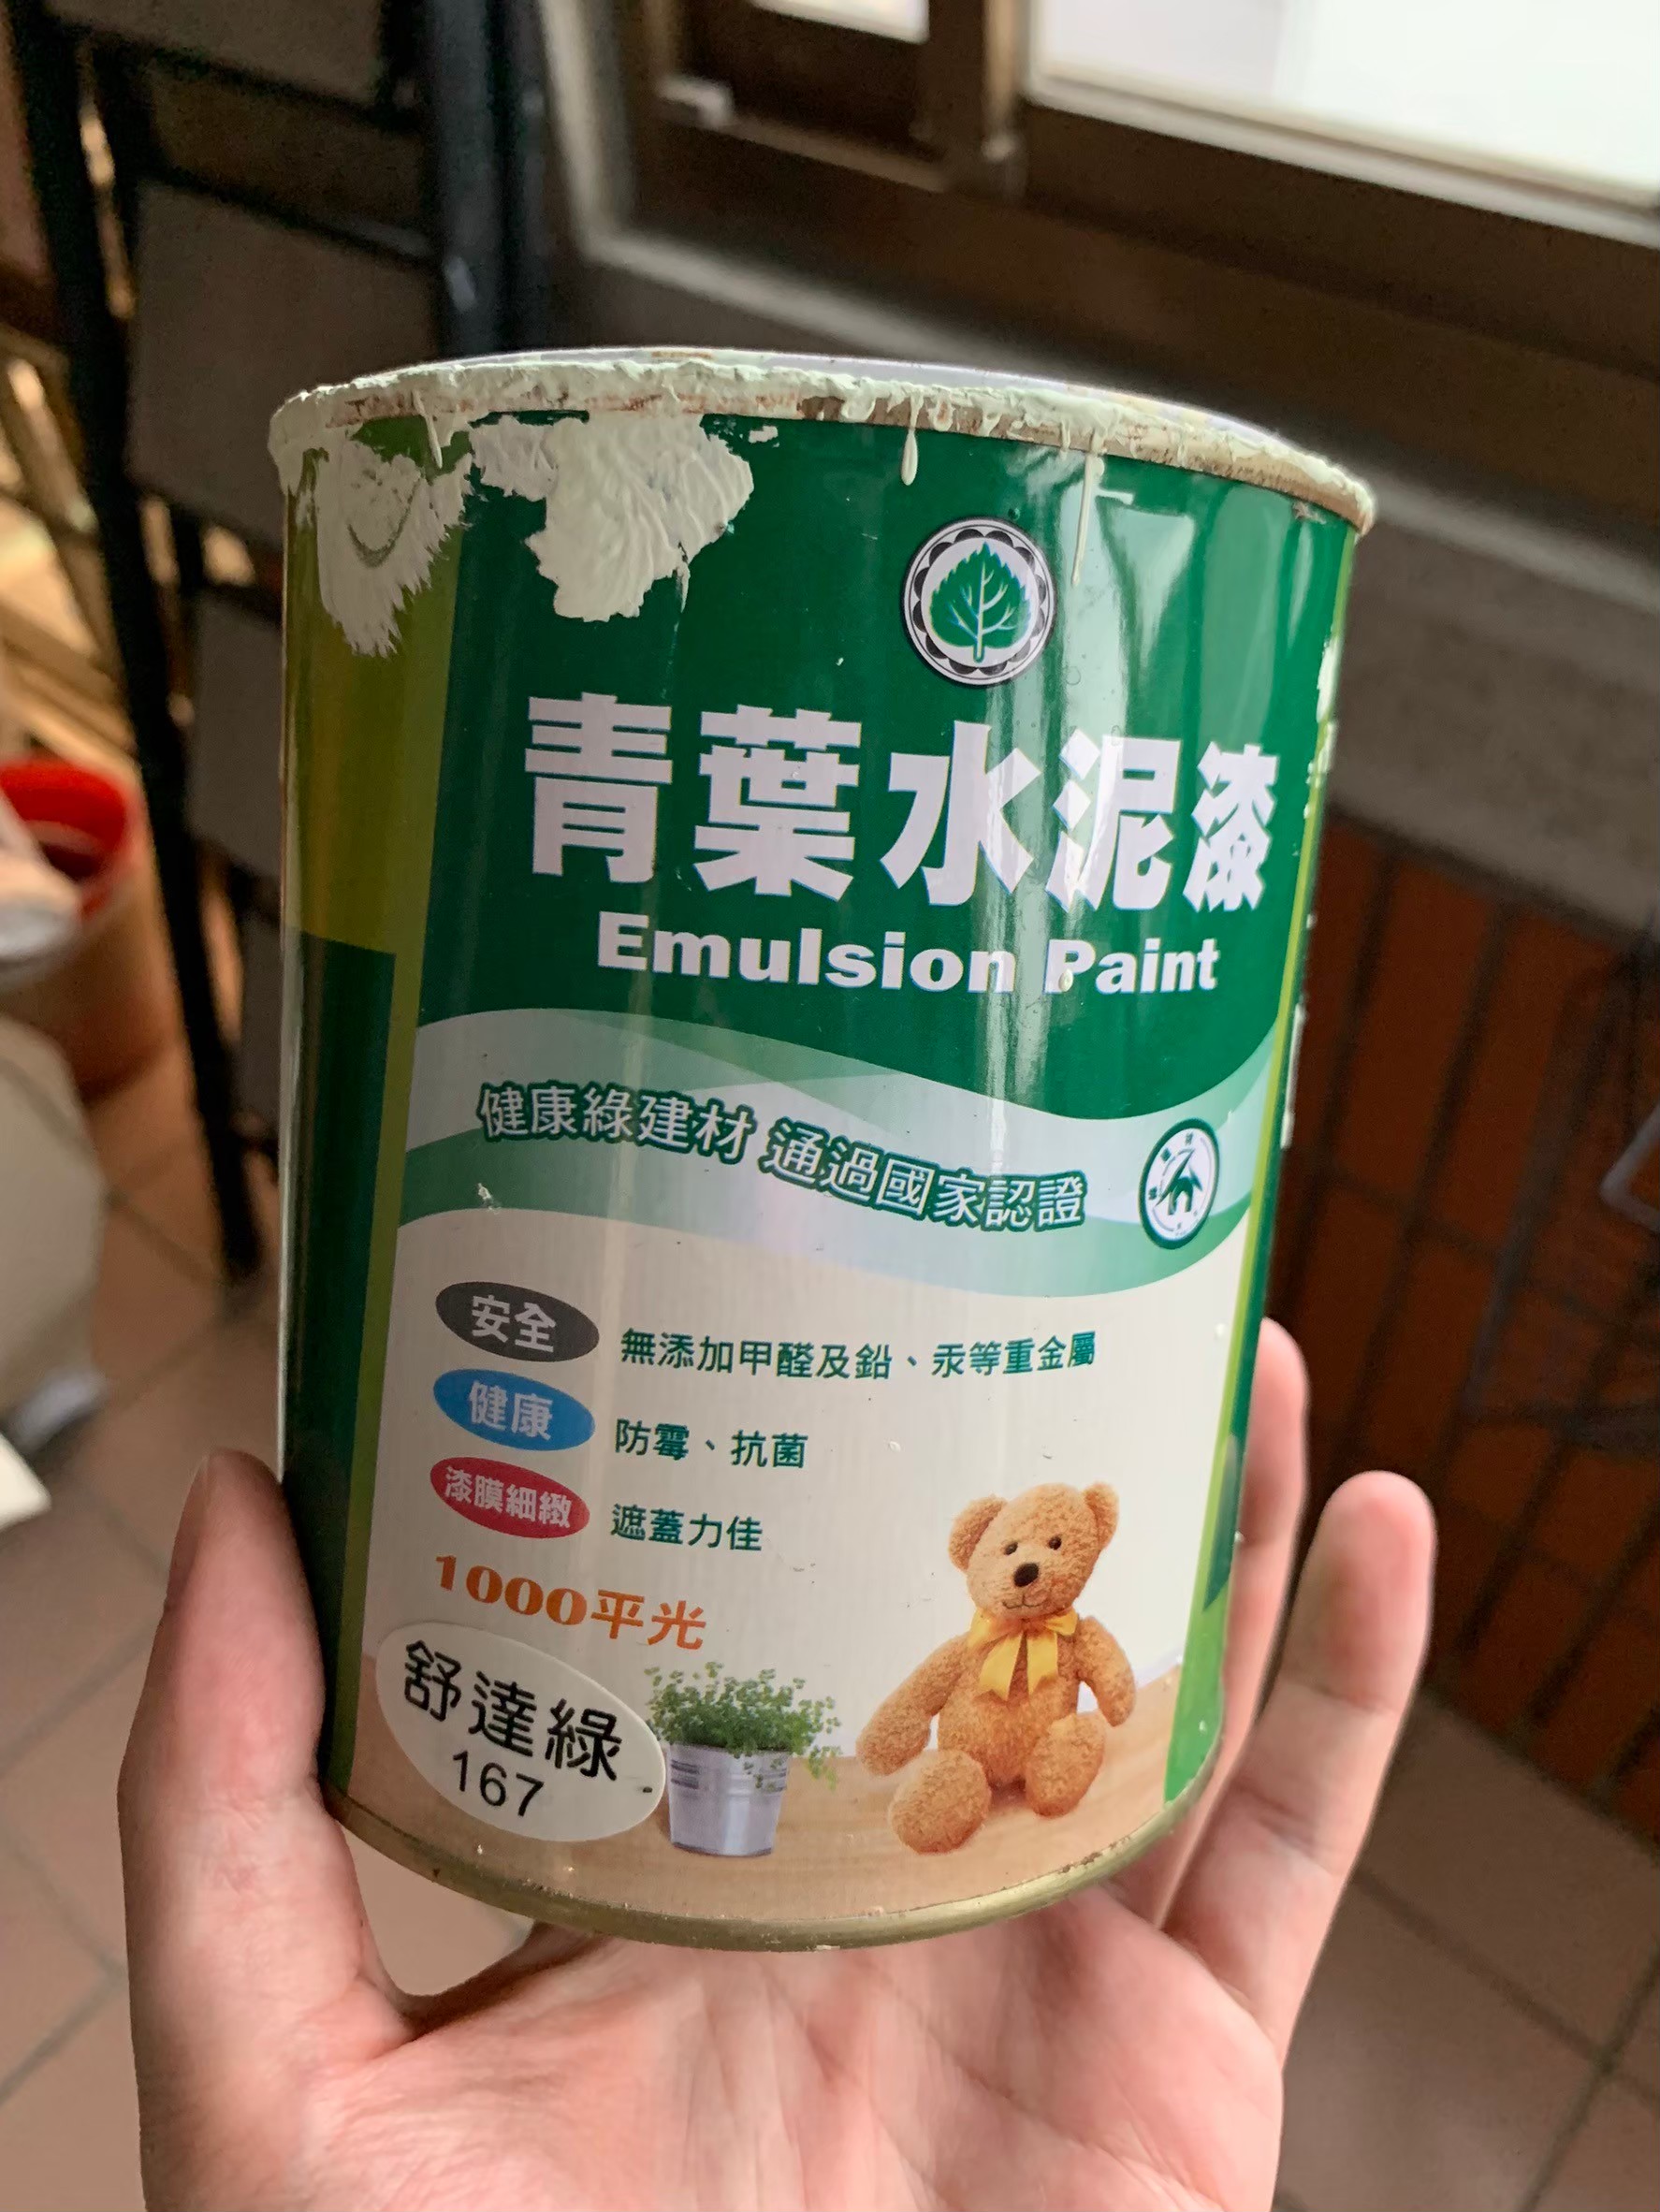 青葉水泥漆
Emulsion Paint
健康綠建材 通過國家認證
安全 無添加甲醛及鉛、汞等重金屬
健康 防霉、抗菌
漆膜細緻 遮蓋力佳
1000平光
舒達綠
167